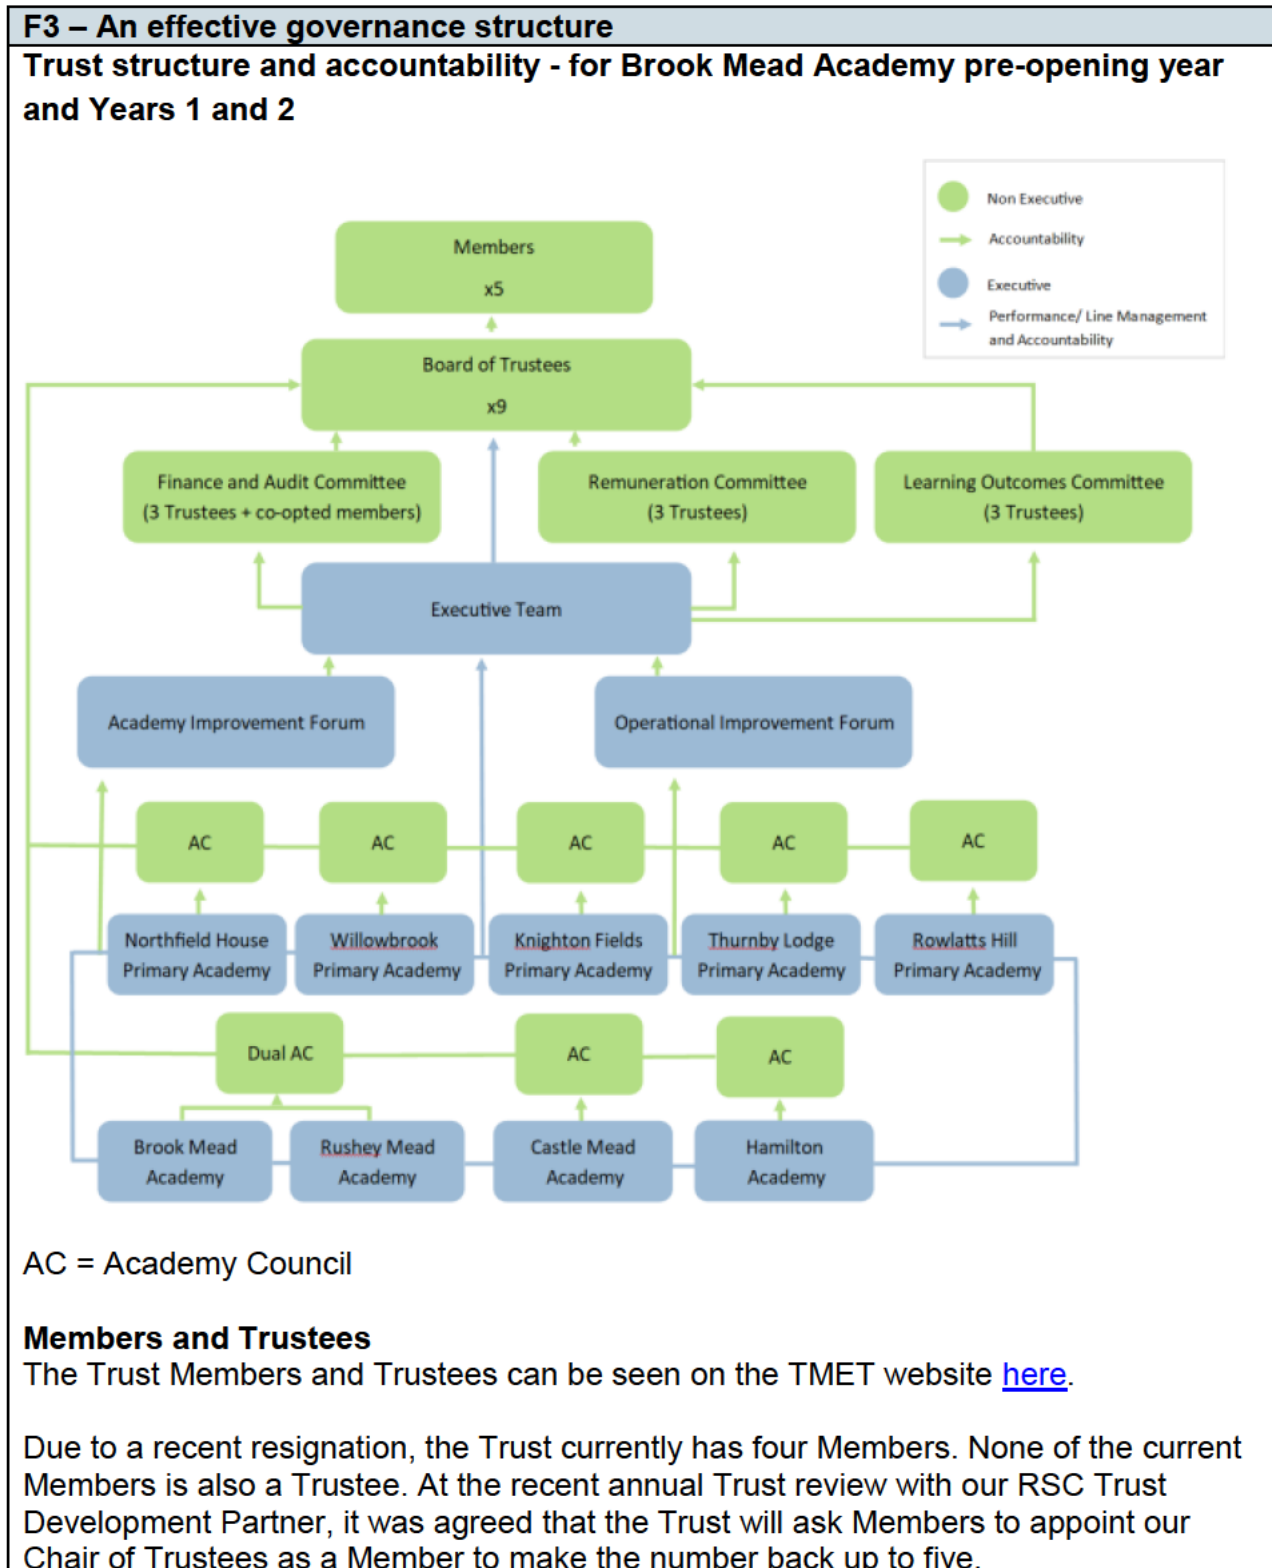 F3 – An effective governance structure
Trust structure and accountability - for Brook Mead Academy pre-opening year
and Years 1 and 2
Non Executive
Accountability
Executive
Performance/ Line Management
and Accountability
Members
x5
Board of Trustees
x9
Finance and Audit Committee
(3 Trustees + co-opted members)
Remuneration Committee
(3 Trustees)
Learning Outcomes Committee
(3 Trustees)
Executive Team
Academy Improvement Forum
Operational Improvement Forum
AC
AC
AC
AC
AC
Northfield House
Primary Academy
Willowbrook
Primary Academy
Knighton Fields
Primary Academy
Thurnby Lodge
Primary Academy
Rowlatts Hill
Primary Academy
Dual AC
AC
AC
Brook Mead
Academy
Rushey Mead
Academy
Castle Mead
Academy
Hamilton
Academy
AC = Academy Council
Members and Trustees
The Trust Members and Trustees can be seen on the TMET website here.
Due to a recent resignation, the Trust currently has four Members. None of the current
Members is also a Trustee. At the recent annual Trust review with our RSC Trust
Development Partner, it was agreed that the Trust will ask Members to appoint our
Chair of Trustees as a Member to make the number back up to five.